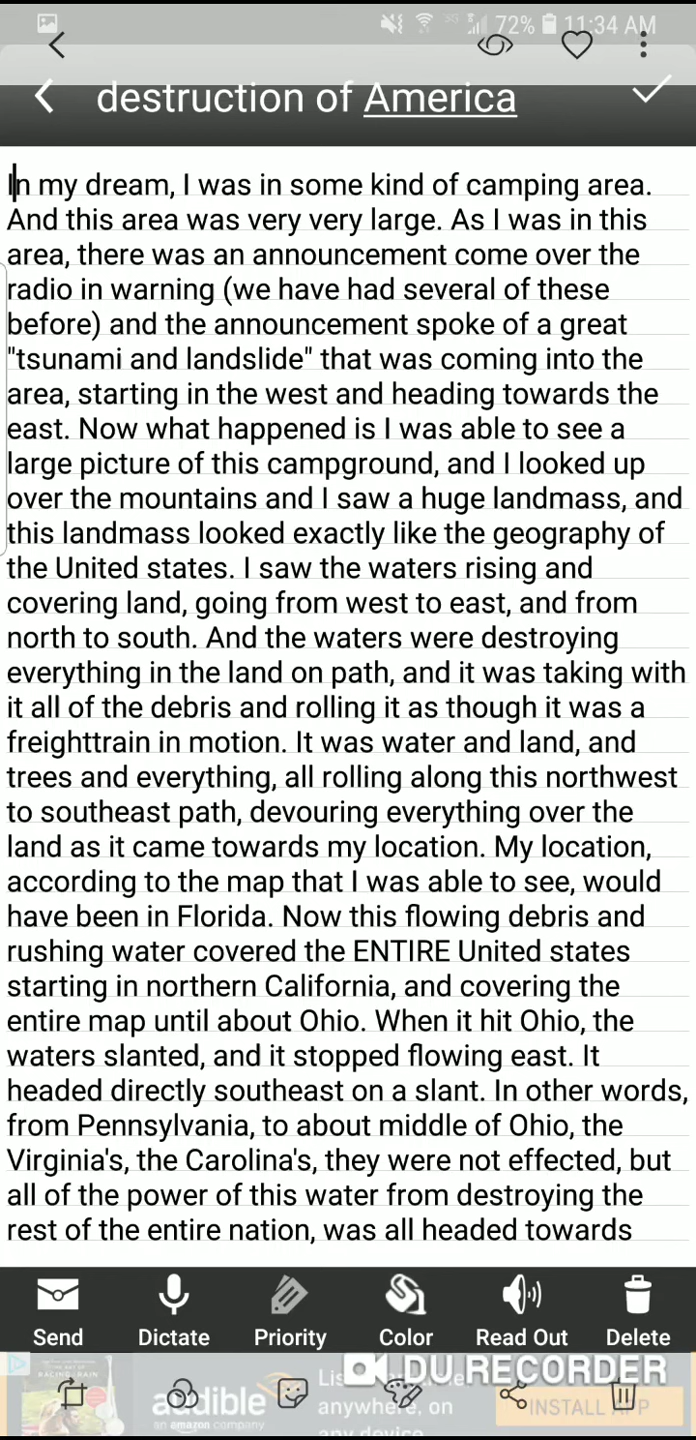 72% 11:34 AM
destruction of America
In my dream, I was in some kind of camping area.
And this area was very very large. As I was in this
area, there was an announcement come over the
radio in warning (we have had several of these
before) and the announcement spoke of a great
"tsunami and landslide" that was coming into the
area, starting in the west and heading towards the
east. Now what happened is I was able to see a
large picture of this campground, and I looked up
over the mountains and I saw a huge landmass, and
this landmass looked exactly like the geography of
the United states. I saw the waters rising and
covering land, going from west to east, and from
north to south. And the waters were destroying
everything in the land on path, and it was taking with
it all of the debris and rolling it as though it was a
freighttrain in motion. It was water and land, and
trees and everything, all rolling along this northwest
to southeast path, devouring everything over the
land as it came towards my location. My location,
according to the map that I was able to see, would
have been in Florida. Now this flowing debris and
rushing water covered the ENTIRE United states
starting in northern California, and covering the
entire map until about Ohio. When it hit Ohio, the
waters slanted, and it stopped flowing east. It
headed directly southeast on a slant. In other words,
from Pennsylvania, to about middle of Ohio, the
Virginia's, the Carolina's, they were not effected, but
all of the power of this water from destroying the
rest of the entire nation, was all headed towards
Send Dictate Priority Color Read Out Delete
DU RECORDER
RACING RAIN
audible
an amazon company
anywhere, on
any device
INSTALL APP